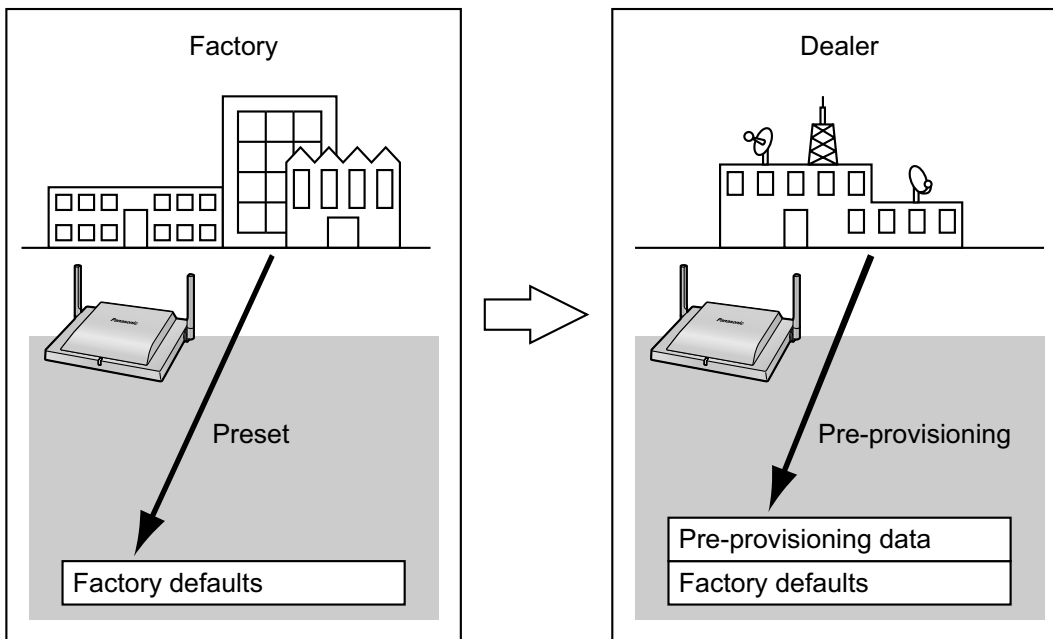 Factory
Panasonic
Preset
Factory defaults
Dealer
Panasonic
Pre-provisioning
Pre-provisioning data
Factory defaults